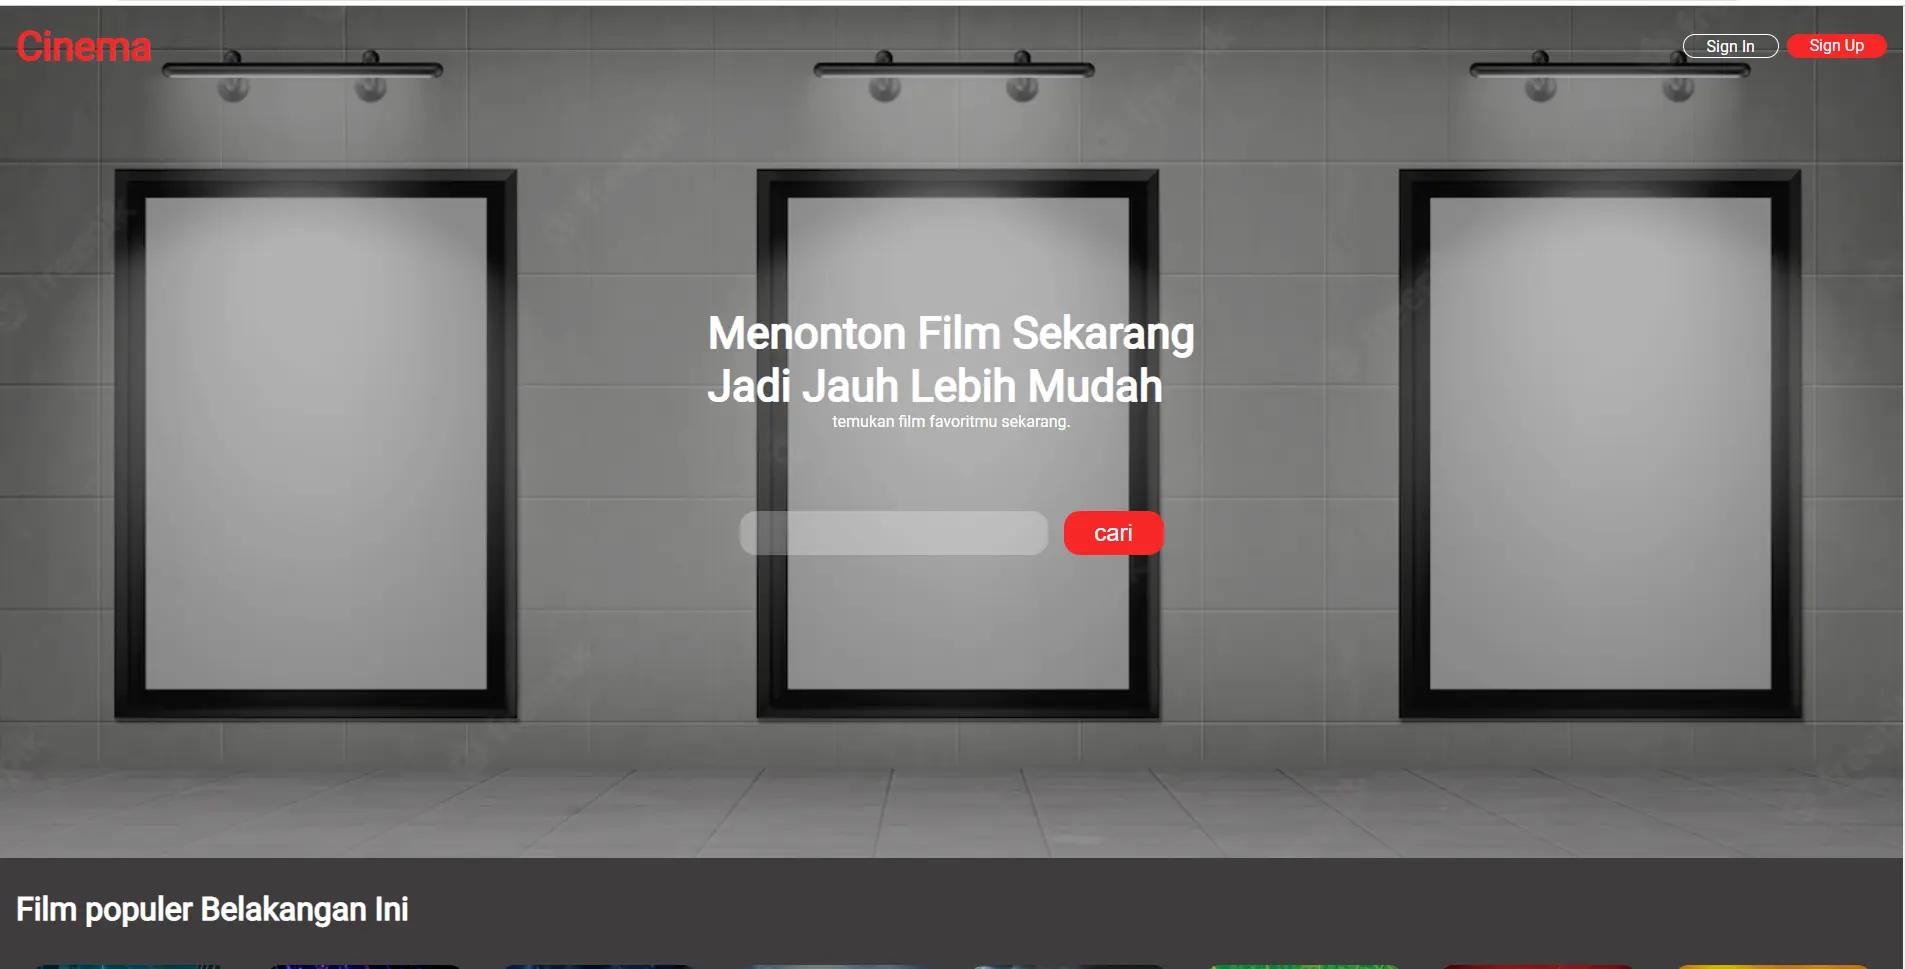 Cinema
Sign In
Sign Up
Menonton Film Sekarang
Jadi Jauh Lebih Mudah
temukan film favoritmu sekarang.
cari
Film populer Belakangan Ini